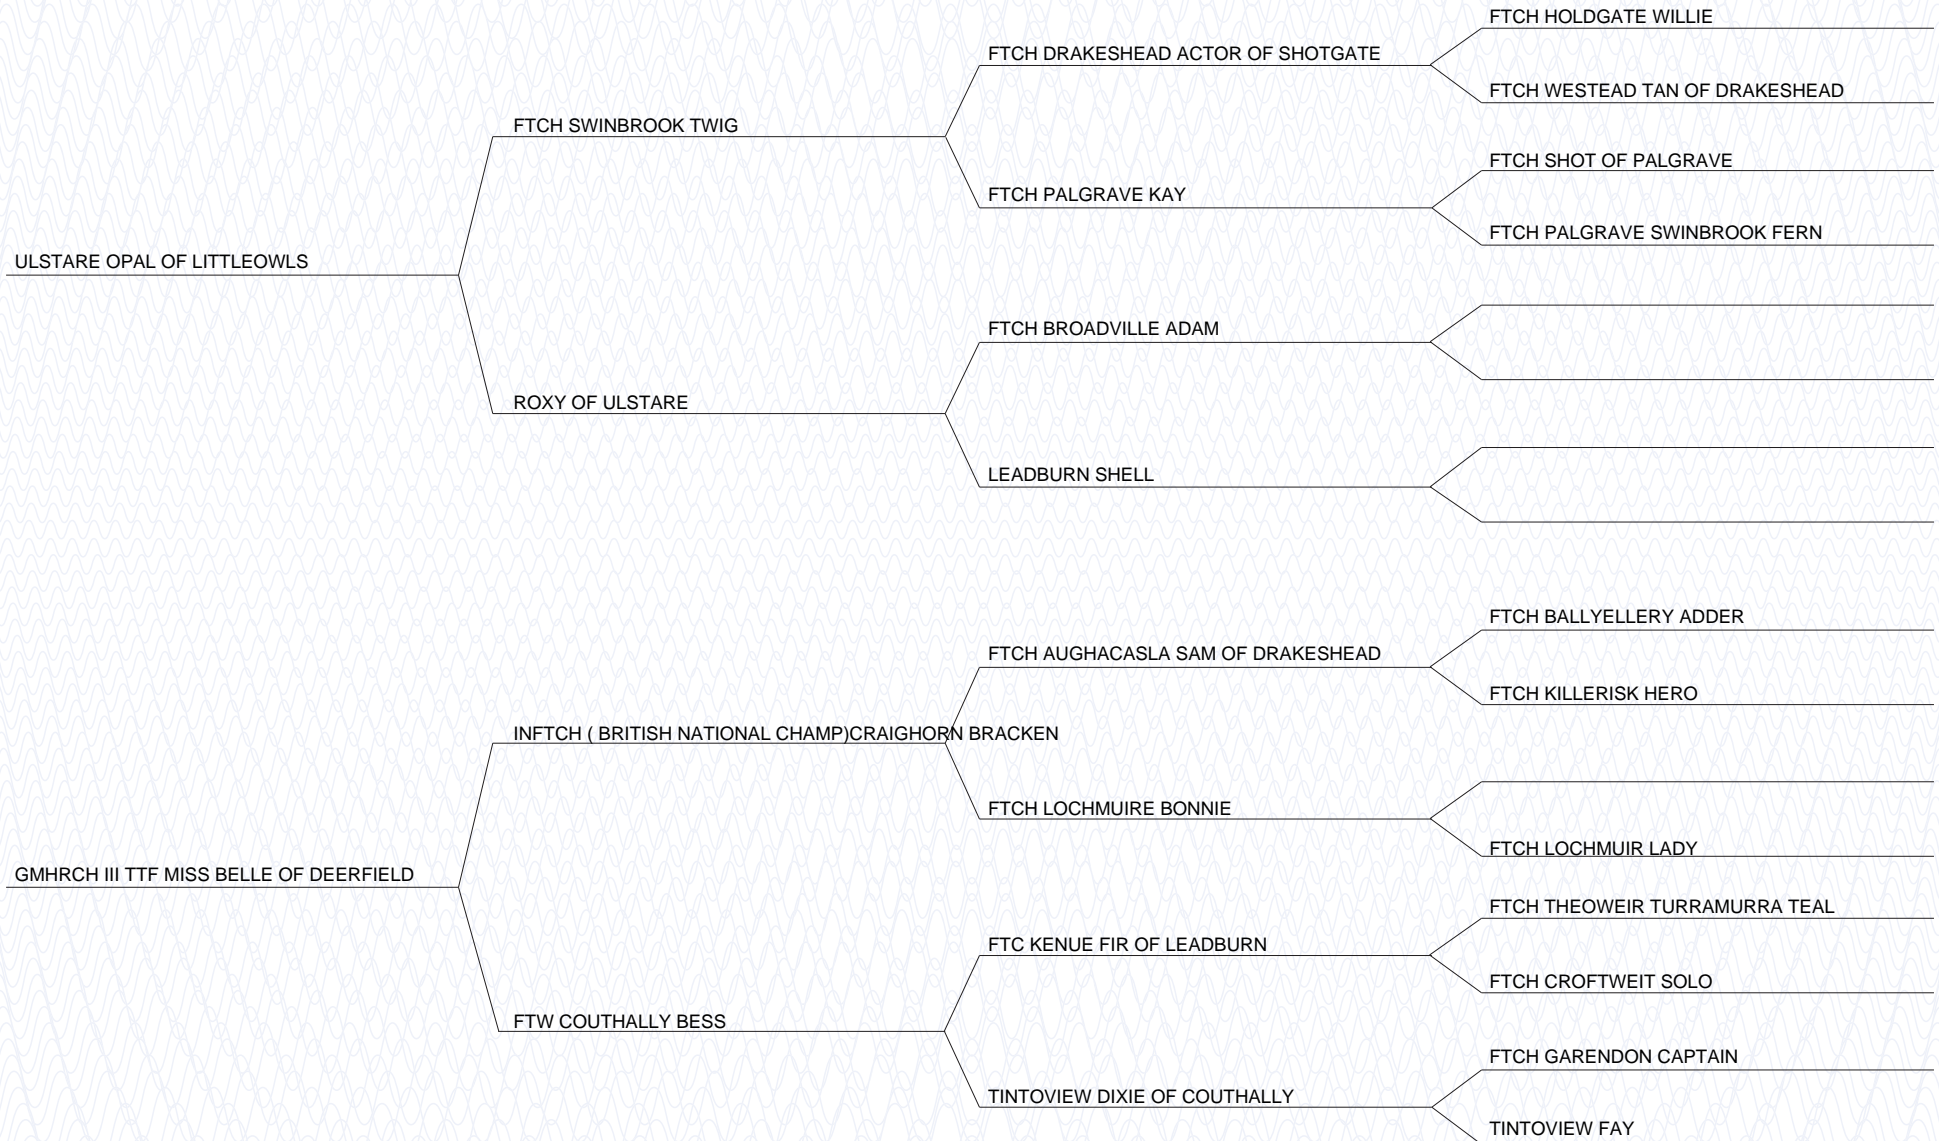 FTCH HOLDGATE WILLIE
FTCH DRAKESHEAD ACTOR OF SHOTGATE
FTCH WESTEAD TAN OF DRAKESHEAD
FTCH SWINBROOK TWIG
FTCH SHOT OF PALGRAVE
FTCH PALGRAVE KAY
FTCH PALGRAVE SWINBROOK FERN
ULSTARE OPAL OF LITTLEOWLS
FTCH BROADVILLE ADAM
ROXY OF ULSTARE
LEADBURN SHELL
FTCH BALLYELLERY ADDER
FTCH AUGHACASLA SAM OF DRAKESHEAD
FTCH KILLERISK HERO
INFTCH ( BRITISH NATIONAL CHAMP)CRAIGHORN BRACKEN
FTCH LOCHMUIRE BONNIE
FTCH LOCHMUIR LADY
GMHRCH III TTF MISS BELLE OF DEERFIELD
FTCH THEOWEIR TURRAMURRA TEAL
FTC KENUE FIR OF LEADBURN
FTCH CROFTWEIT SOLO
FTW COUTHALLY BESS
FTCH GARENDON CAPTAIN
TINTOVIEW DIXIE OF COUTHALLY
TINTOVIEW FAY